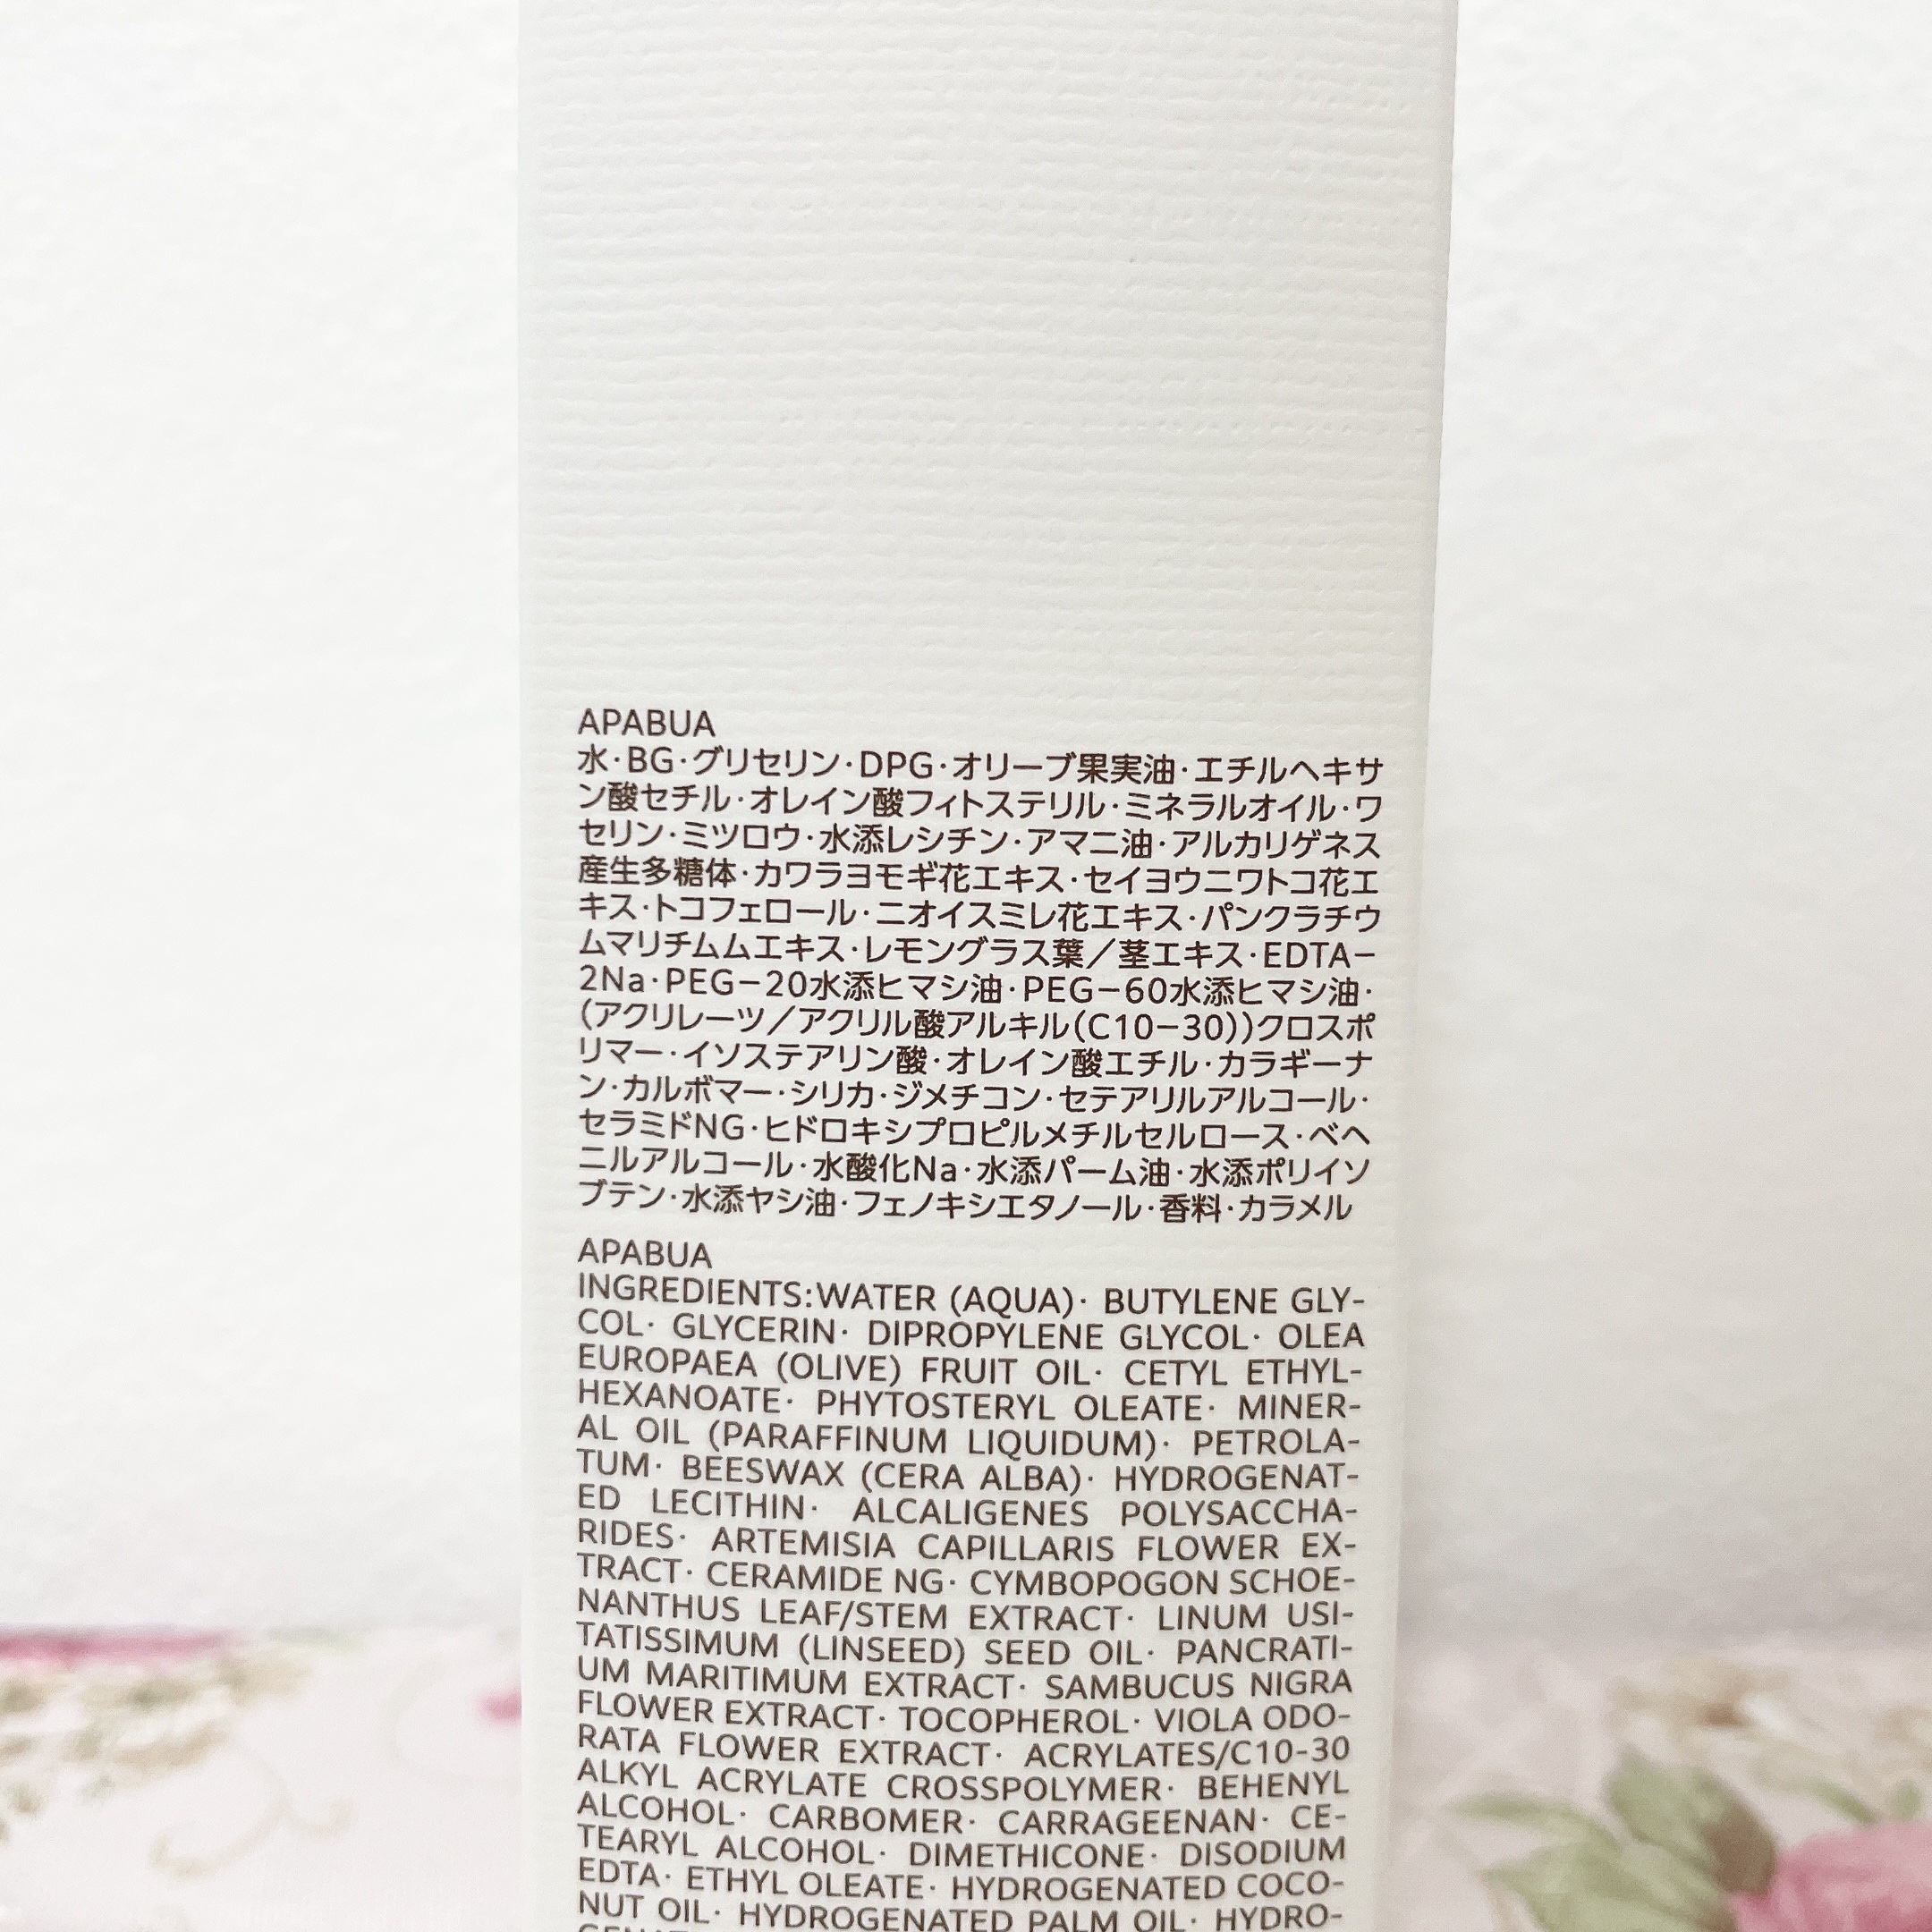 APABUA
水・BG・グリセリン・DPG・オリーブ果実油・エチルヘキサ
ン酸セチル・オレイン酸フィトステリル・ミネラルオイル・ワ
セリン・ミツロウ・水添レシチン・アマニ油・アルカリゲネス
産生多糖体・カワラヨモギ花エキス・セイヨウニワトコ花エ
キス・トコフェロール・ニオイスミレ花エキス・パンクラチウ
ムマリチムムエキス・レモングラス葉／茎エキス・EDTA−
2Na・PEG−20水添ヒマシ油・PEG−60水添ヒマシ油・
(アクリレーツ／アクリル酸アルキル(C10−30))クロスポ
リマー・イソステアリン酸・オレイン酸エチル・カラギーナ
ン・カルボマー・シリカ・ジメチコン・セテアリルアルコール・
セラミドNG・ヒドロキシプロピルメチルセルロース・ベヘ
ニルアルコール・水酸化Na・水添パーム油・水添ポリイソ
ブテン・水添ヤシ油・フェノキシエタノール・香料・カラメル
APABUA
INGREDIENTS:WATER (AQUA)· BUTYLENE GLY-
COL· GLYCERIN· DIPROPYLENE GLYCOL· OLEA
EUROPAEA (OLIVE) FRUIT OIL· CETYL ETHYL-
HEXANOATE· PHYTOSTERYL OLEATE· MINER-
AL OIL (PARAFFINUM LIQUIDUM)· PETROLA-
TUM· BEESWAX (CERA ALBA)· HYDROGENAT-
ED LECITHIN· ALCALIGENES POLYSACCHA-
RIDES· ARTEMISIA CAPILLARIS FLOWER EX-
TRACT· CERAMIDE NG· CYMBOPOGON SCHOE-
NANTHUS LEAF/STEM EXTRACT· LINUM USI-
TATISSIMUM (LINSEED) SEED OIL· PANCRATI-
UM MARITIMUM EXTRACT· SAMBUCUS NIGRA
FLOWER EXTRACT· TOCOPHEROL· VIOLA ODO-
RATA FLOWER EXTRACT· ACRYLATES/C10-30
ALKYL ACRYLATE CROSSPOLYMER· BEHENYL
ALCOHOL· CARBOMER· CARRAGEENAN· CE-
TEARYL ALCOHOL· DIMETHICONE· DISODIUM
EDTA· ETHYL OLEATE· HYDROGENATED COCO-
NUT OIL· HYDROGENATED PALM OIL· HYDRO-